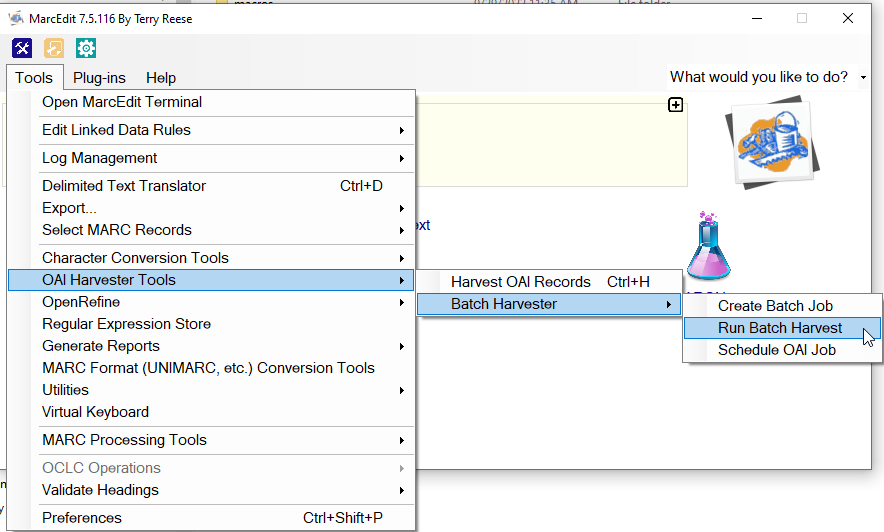 MarcEdit 7.5.116 By Terry Reese
Tools Plug-ins Help What would you like to do?
Open MarcEdit Terminal
Edit Linked Data Rules
Log Management
Delimited Text Translator Ctrl+D
Export...
Select MARC Records
Character Conversion Tools
OAI Harvester Tools
OpenRefine
Regular Expression Store
Generate Reports
MARC Format (UNIMARC, etc.) Conversion Tools
Utilities
Virtual Keyboard
MARC Processing Tools
OCLC Operations
Validate Headings
Preferences Ctrl+Shift+P
Harvest OAI Records Ctrl+H
Batch Harvester
Create Batch Job
Run Batch Harvest
Schedule OAI Job